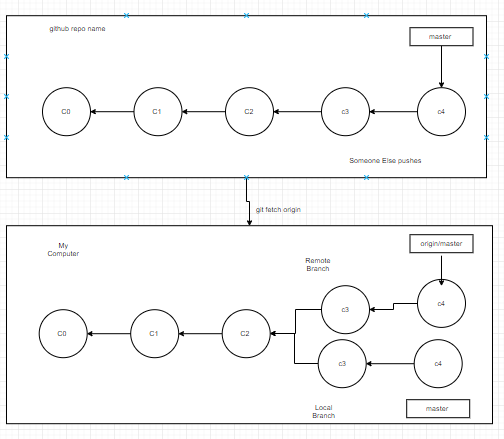 github repo name
master
C0
C1
C2
c3
c4
Someone Else pushes
git fetch origin
My
Computer
origin/master
Remote
Branch
c3
c4
C0
C1
C2
c3
c4
Local
Branch
master